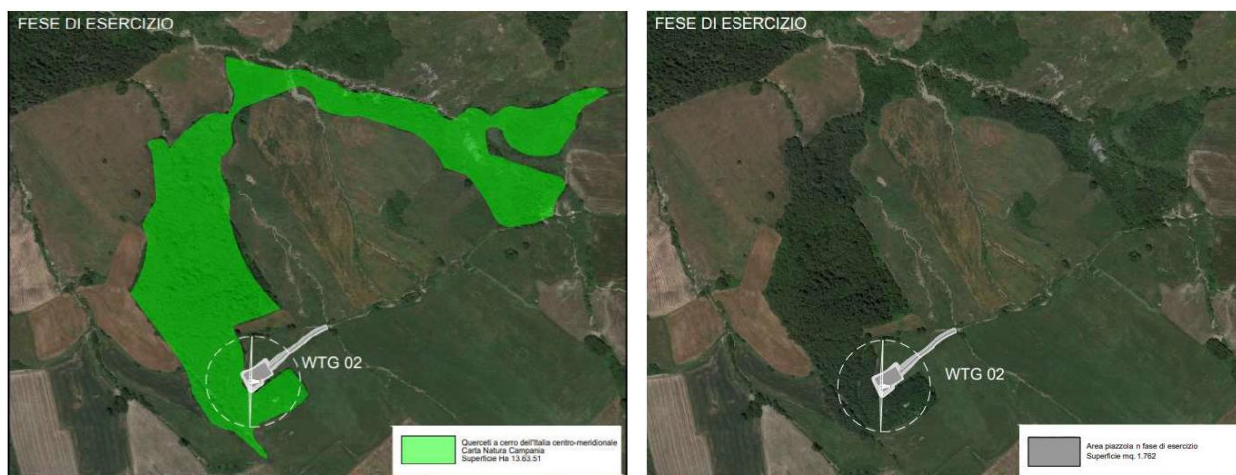 FESE DI ESERCIZIO
WTG 02
Querceti a cerro dell'Italia centro-meridionale
Carta Natura Campania
Superficie Ha 13.63.51
FESE DI ESERCIZIO
WTG 02
Area piazzola n fase di esercizio
Superficie mq. 1.762